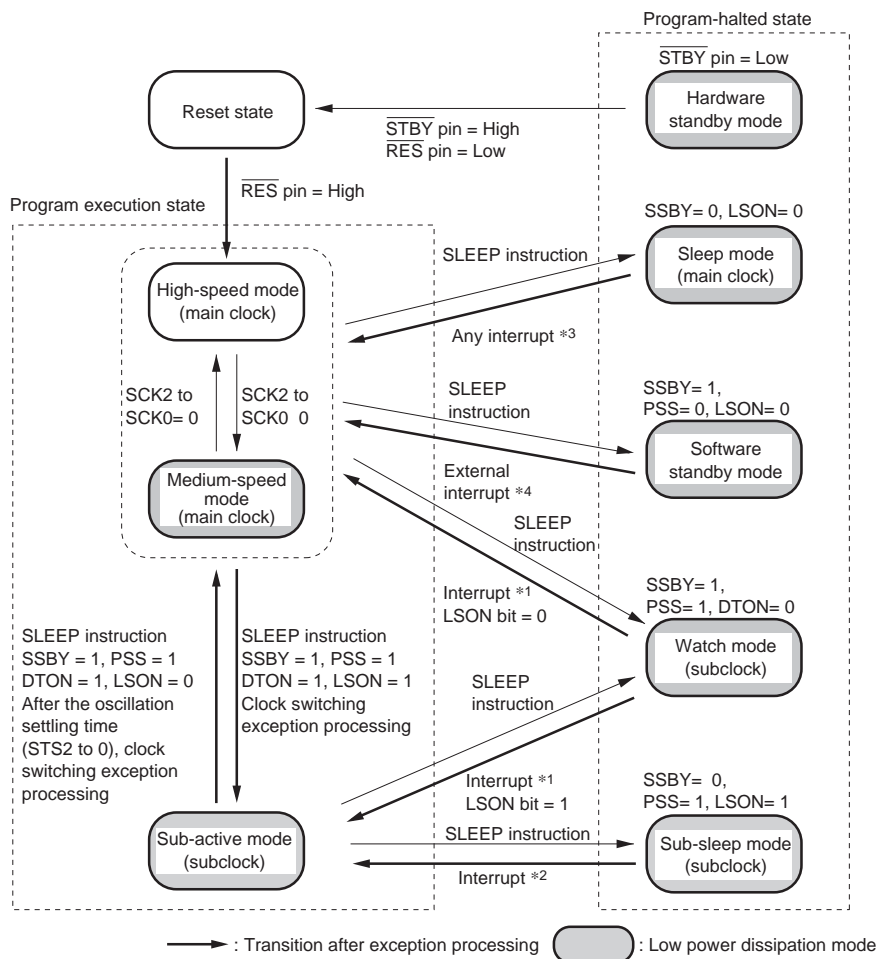 Program-halted state
STBY pin = Low
Hardware
standby mode
Reset state
STBY pin = High
RES pin = Low
RES pin = High
Program execution state
SSBY= 0, LSON= 0
Sleep mode
(main clock)
SLEEP instruction
High-speed mode
(main clock)
Any interrupt *3
SCK2 to
SCK0= 0
SCK2 to
SCK0 0
SLEEP
instruction
SSBY= 1,
PSS= 0, LSON= 0
Software
standby mode
Medium-speed
mode
(main clock)
External
interrupt *4
SLEEP
instruction
Interrupt *1
LSON bit = 0
SSBY= 1,
PSS= 1, DTON= 0
Watch mode
(subclock)
SLEEP instruction
SSBY = 1, PSS = 1
DTON = 1, LSON = 0
After the oscillation
settling time
(STS2 to 0), clock
switching exception
processing
SLEEP instruction
SSBY = 1, PSS = 1
DTON = 1, LSON = 1
Clock switching
exception processing
SLEEP
instruction
Interrupt *1
LSON bit = 1
SSBY= 0,
PSS= 1, LSON= 1
Sub-active mode
(subclock)
SLEEP instruction
Sub-sleep mode
(subclock)
Interrupt *2
: Transition after exception processing
: Low power dissipation mode